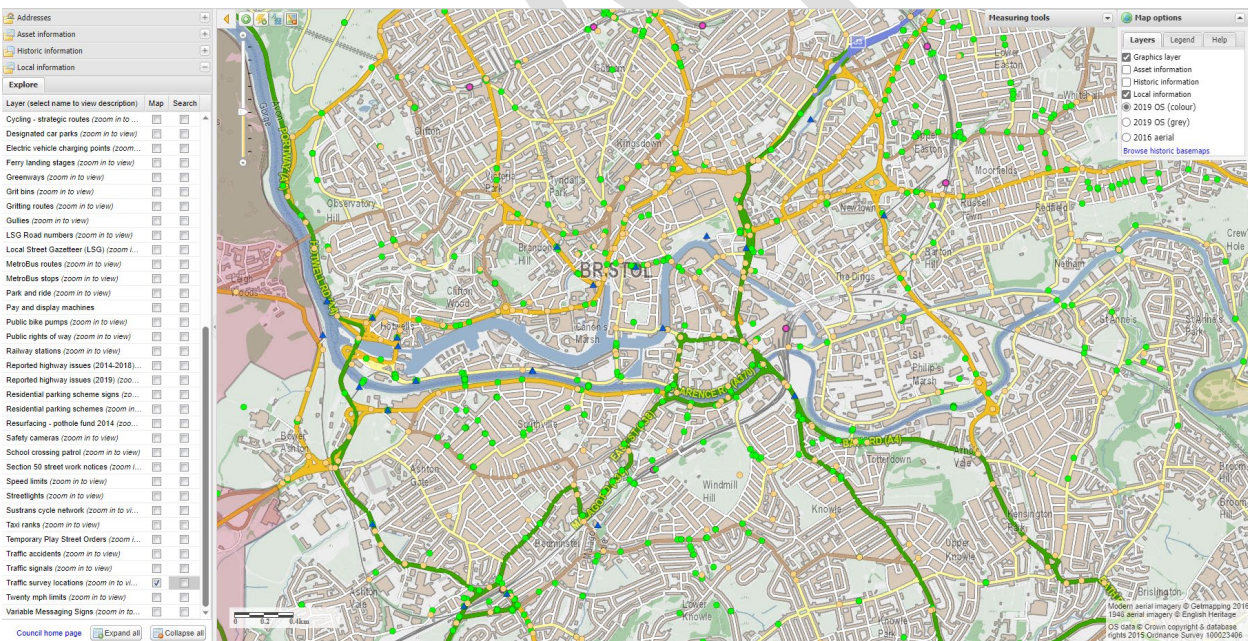 Addresses
Asset information
Historic information
Local information
Explore
Layer (select name to view description) Map Search
Cycling - strategic routes (zoom in to ...
Designated car parks (zoom in to view)
Electric vehicle charging points (zoom...
Ferry landing stages (zoom in to view)
Greenways (zoom in to view)
Grit bins (zoom in to view)
Gritting routes (zoom in to view)
Gullies (zoom in to view)
LSG Road numbers (zoom in to view)
Local Street Gazetteer (LSG) (zoom i...
MetroBus routes (zoom in to view)
MetroBus stops (zoom in to view)
Park and ride (zoom in to view)
Pay and display machines
Public bike pumps (zoom in to view)
Public rights of way (zoom in to view)
Railway stations (zoom in to view)
Reported highway issues (2014-2018)...
Reported highway issues (2019) (zoo...
Residential parking scheme signs (zo...
Residential parking schemes (zoom in...
Resurfacing - pothole fund 2014 (zoo...
Safety cameras (zoom in to view)
School crossing patrol (zoom in to view)
Section 50 street work notices (zoom i...
Speed limits (zoom in to view)
Streetlights (zoom in to view)
Sustrans cycle network (zoom in to vi...
Taxi ranks (zoom in to view)
Temporary Play Street Orders (zoom i...
Traffic accidents (zoom in to view)
Traffic signals (zoom in to view)
Traffic survey locations (zoom in to vi...
Twenty mph limits (zoom in to view)
Variable Messaging Signs (zoom in to...
Council home page Expand all Collapse all
Measuring tools
Map options
Layers Legend Help
Graphics layer
Asset information
Historic information
Local information
2019 OS (colour)
2019 OS (grey)
2016 aerial
Browse historic basemaps
Cotham
Lower
Easton
Clifton
Kingsdown
Upper
Easton
Moorfields
Victoria
Park
Tyndall's
Park
Observatory
Hill
Newtown
Russell
Town
Redfield
Crew's
Hole
Brandon
Hill
BRISTOL
Barton
Hill
Netham
The Dings
Leigh
Woods
Clifton
Wood
Hotwells
Canon's
Marsh
St Anne's
St Anne's
Park
St
Philip's
Marsh
Southville
Bower
Ashton
Ashton
Gate
Totterdown
Arno's
Vale
Windmill
Hill
Knowle
Kensington
Park
Upper
Knowle
Bedminster
Ashton
Vale
Lower
Knowle
Knowle
Park
Brislington
0 0.2 0.4km
Modern aerial imagery © Getmapping 2016
1946 aerial imagery © English Heritage
OS data © Crown copyright & database
rights 2015 Ordnance Survey 100023406